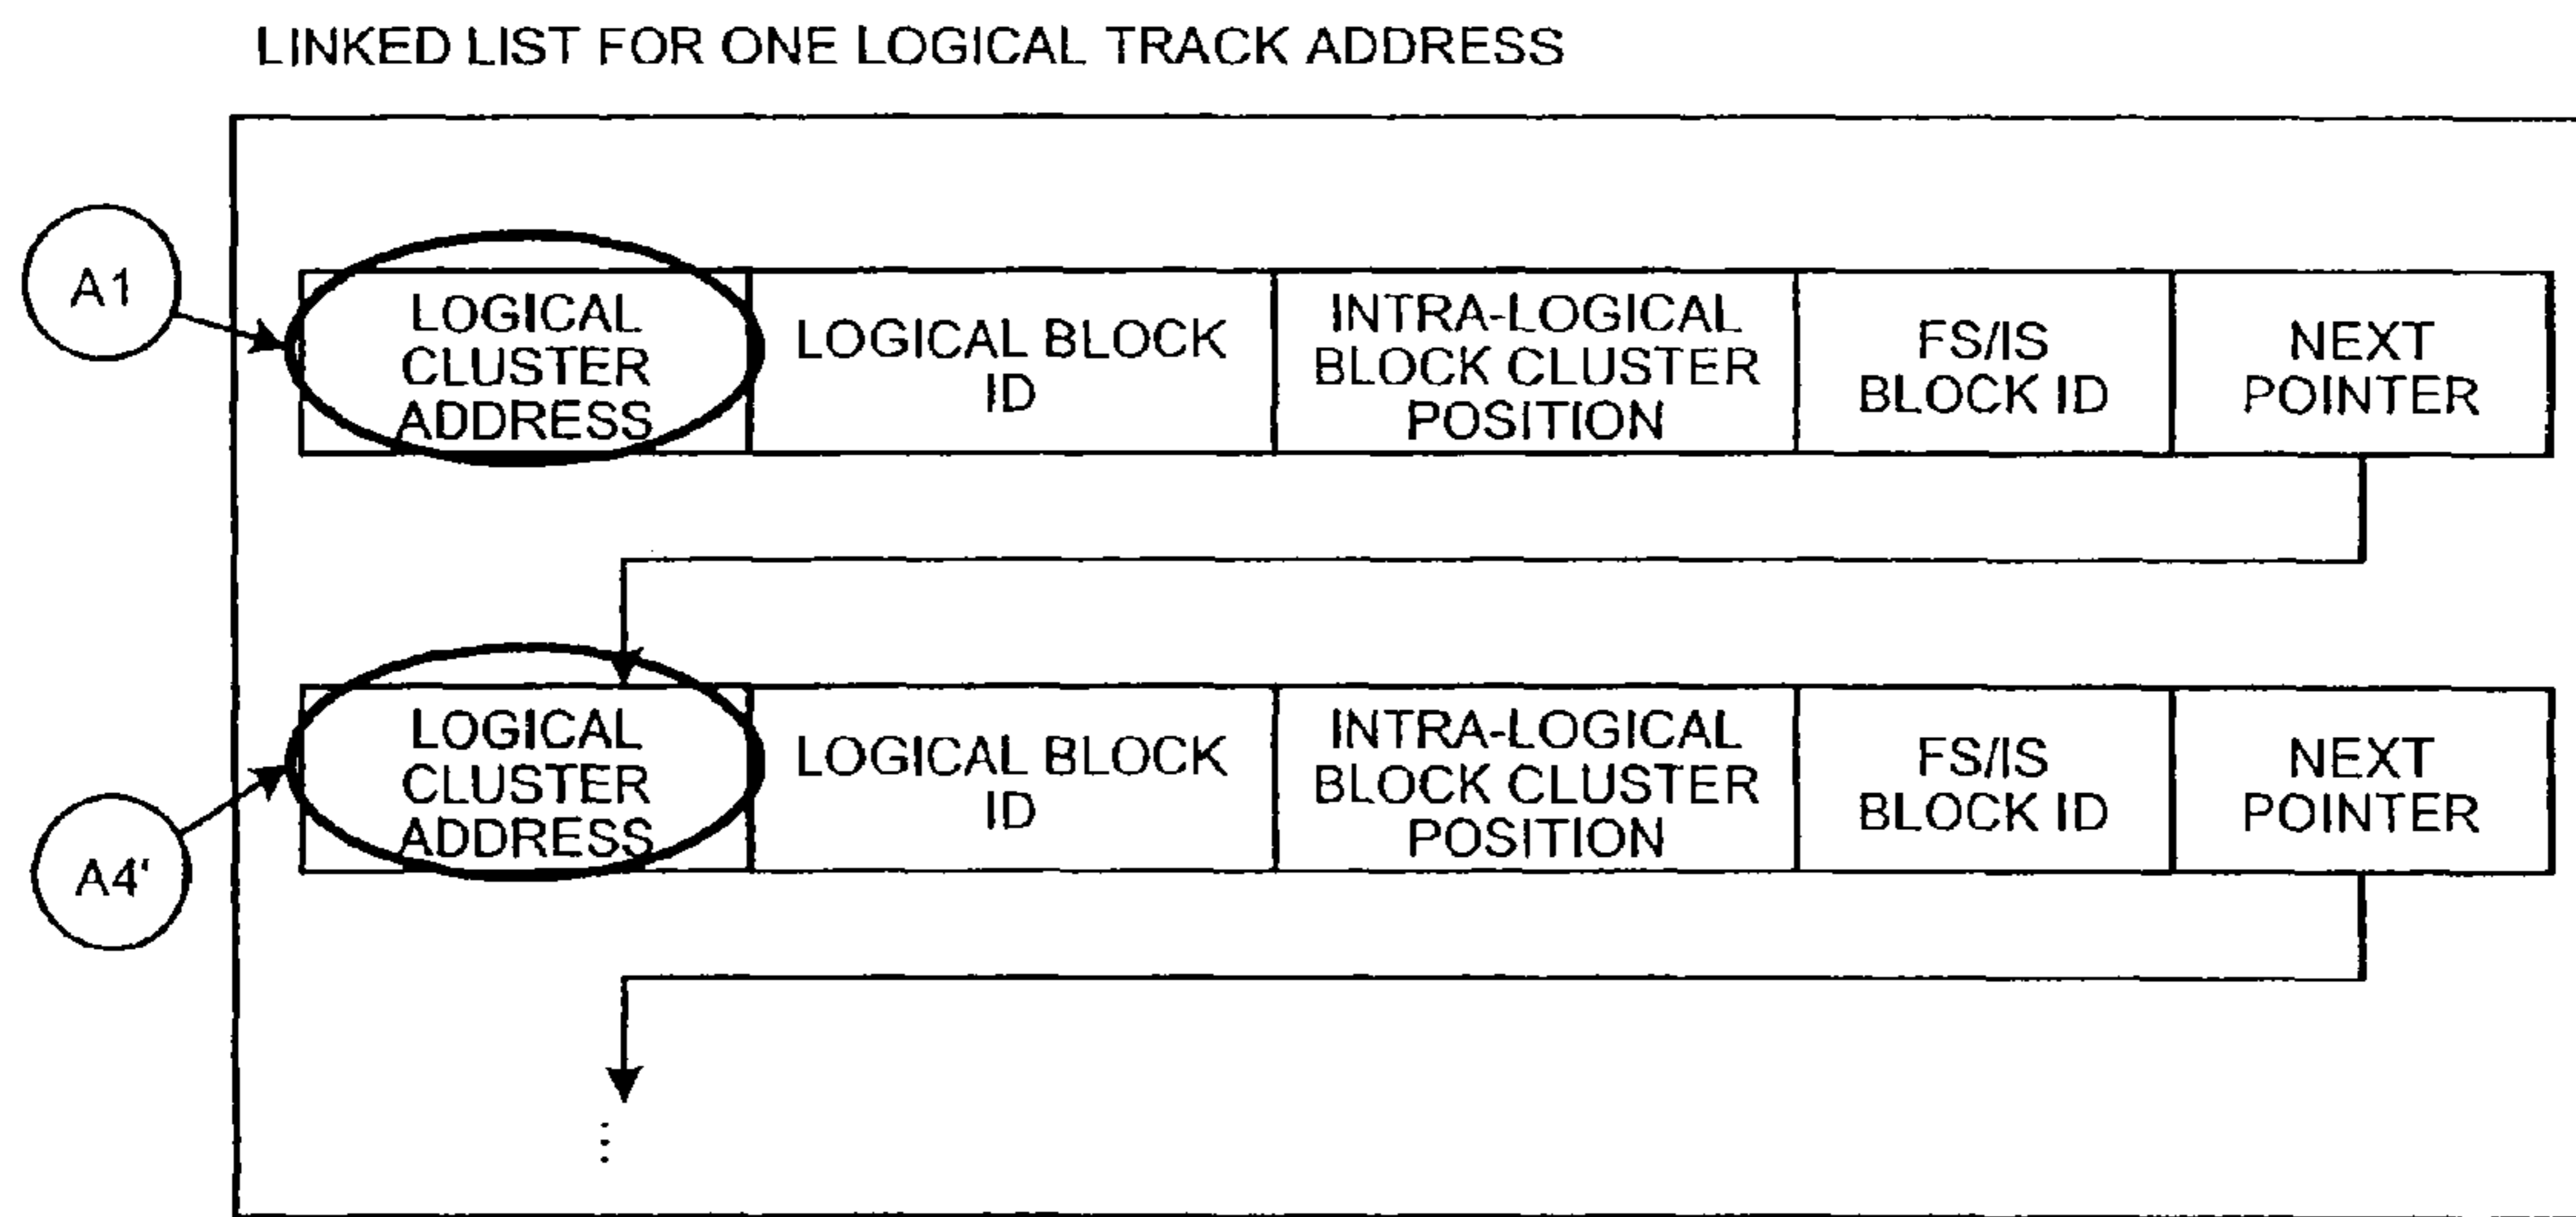 LINKED LIST FOR ONE LOGICAL TRACK ADDRESS
A1
LOGICAL
CLUSTER
ADDRESS
LOGICAL BLOCK
ID
INTRA-LOGICAL
BLOCK CLUSTER
POSITION
FS/IS
BLOCK ID
NEXT
POINTER
A4'
LOGICAL
CLUSTER
ADDRESS
LOGICAL BLOCK
ID
INTRA-LOGICAL
BLOCK CLUSTER
POSITION
FS/IS
BLOCK ID
NEXT
POINTER
⋮